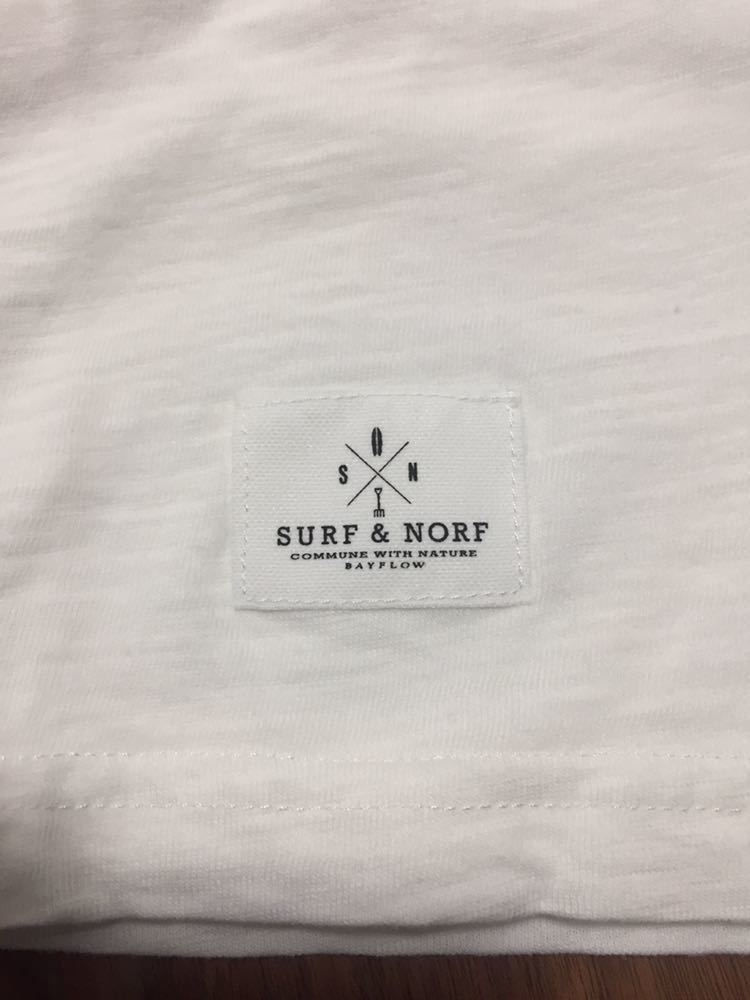 S N
SURF & NORF
COMMUNE WITH NATURE
BAYFLOW